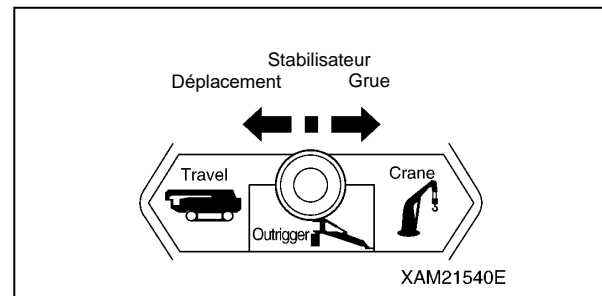 Stabilisateur
Déplacement Grue
Travel Crane
Outrigger
XAM21540E